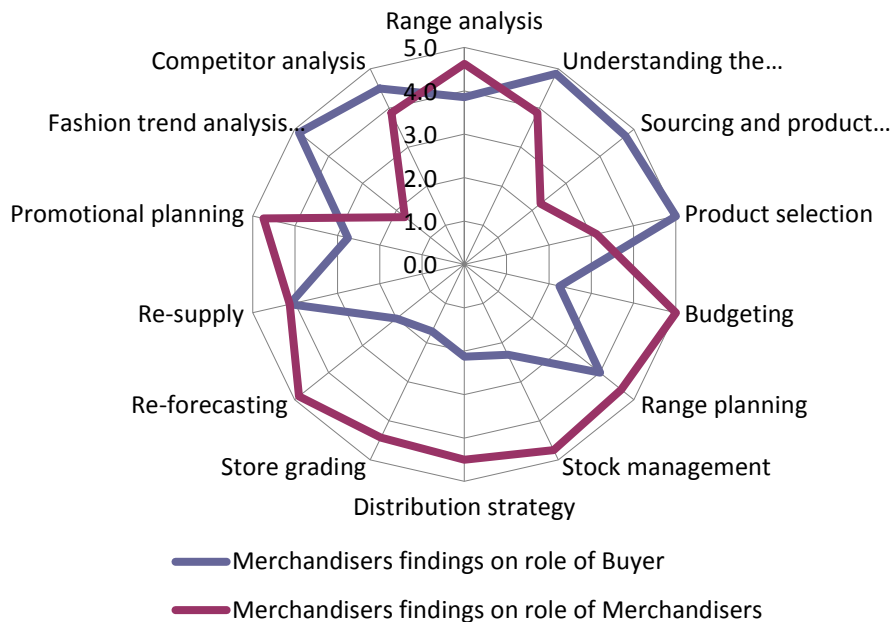 Range analysis
5.0
Competitor analysis
Understanding the…
4.0
Fashion trend analysis…
Sourcing and product…
3.0
2.0
Promotional planning
Product selection
1.0
0.0
Re-supply
Budgeting
Re-forecasting
Range planning
Store grading
Stock management
Distribution strategy
Merchandisers findings on role of Buyer
Merchandisers findings on role of Merchandisers